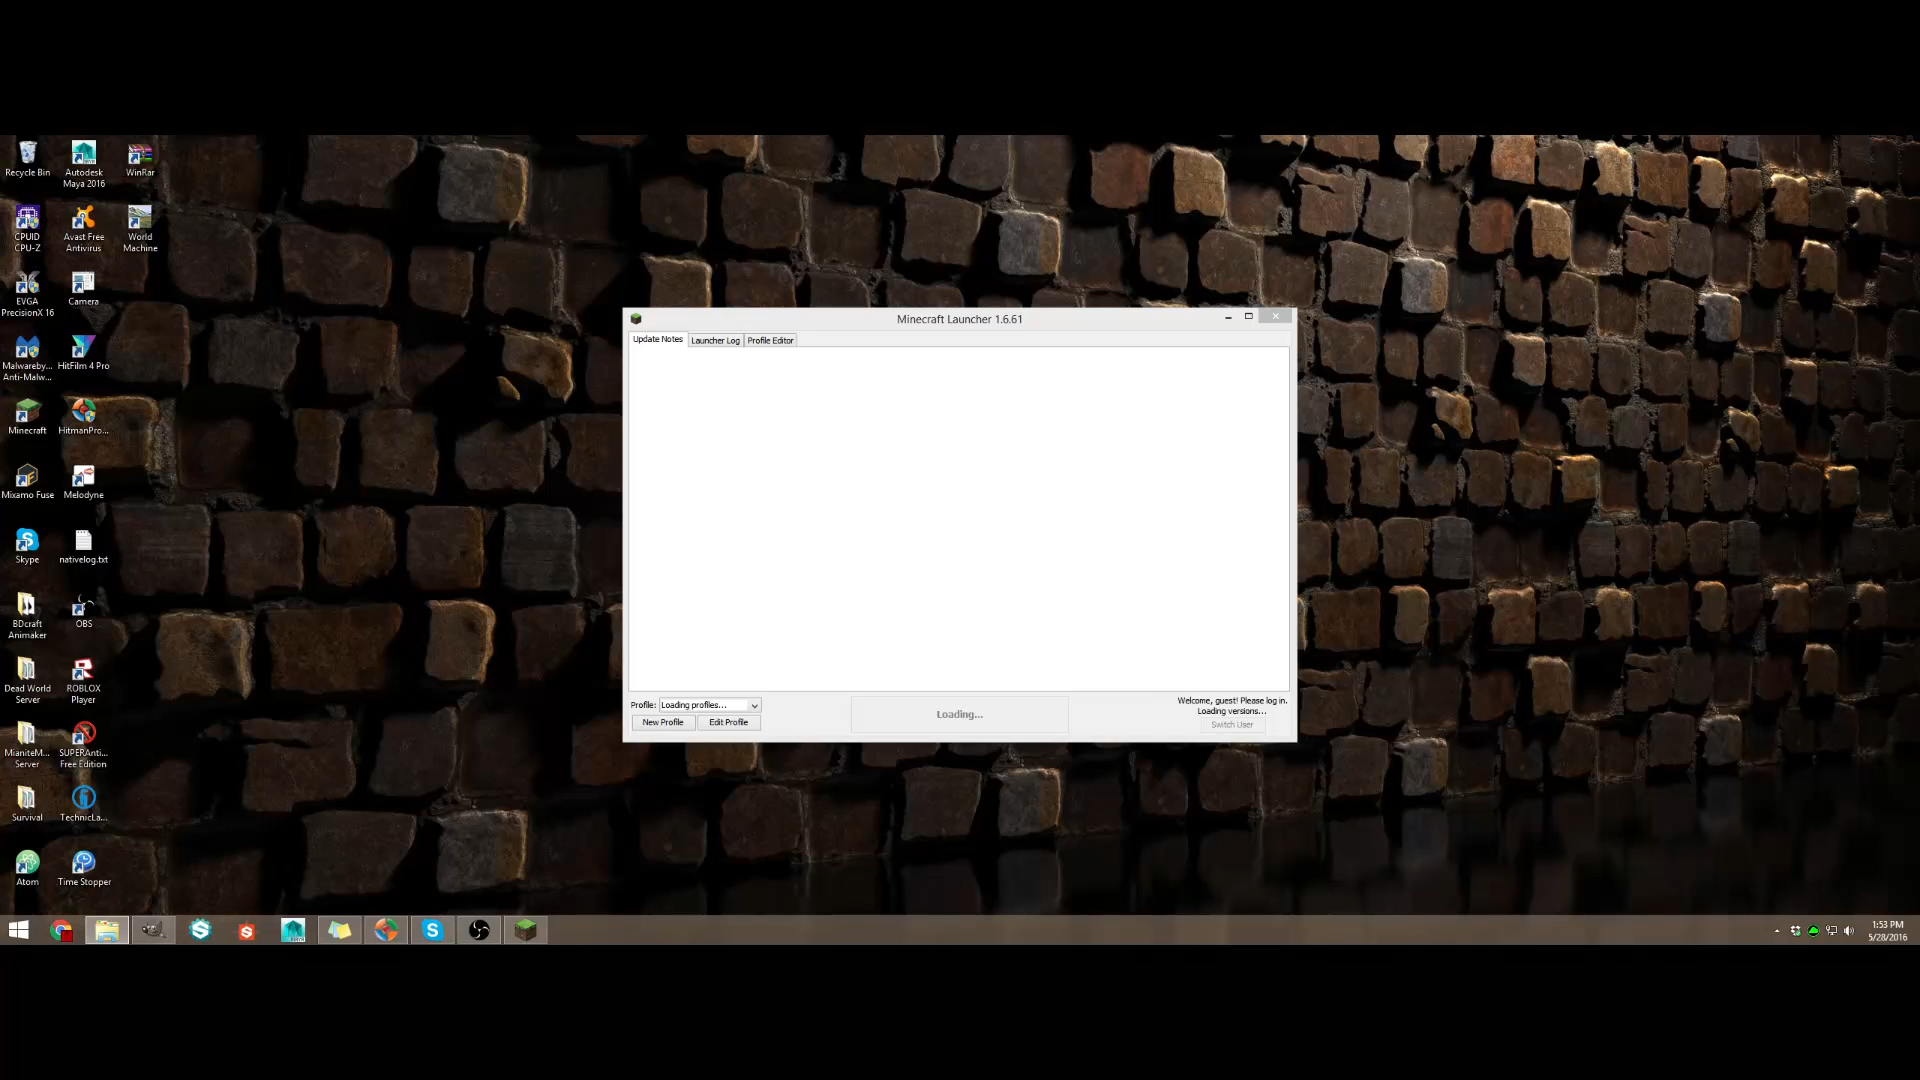 Recycle Bin
Autodesk
Maya 2016
WinRar
CPUID
CPU-Z
Avast Free
Antivirus
World
Machine
EVGA
PrecisionX 16
Camera
Malwareby...
Anti-Malw...
HitFilm 4 Pro
Minecraft
HitmanPro...
Mixamo Fuse
Melodyne
Skype
nativelog.txt
BDcraft
Animaker
OBS
Dead World
Server
ROBLOX
Player
MianiteM...
Server
SUPERAnti...
Free Edition
Survival
TechnicLa...
Atom
Time Stopper
Minecraft Launcher 1.6.61
Update Notes
Launcher Log
Profile Editor
Profile:
Loading profiles...
New Profile
Edit Profile
Loading...
Welcome, guest! Please log in.
Loading versions...
Switch User
1:53 PM
5/28/2016